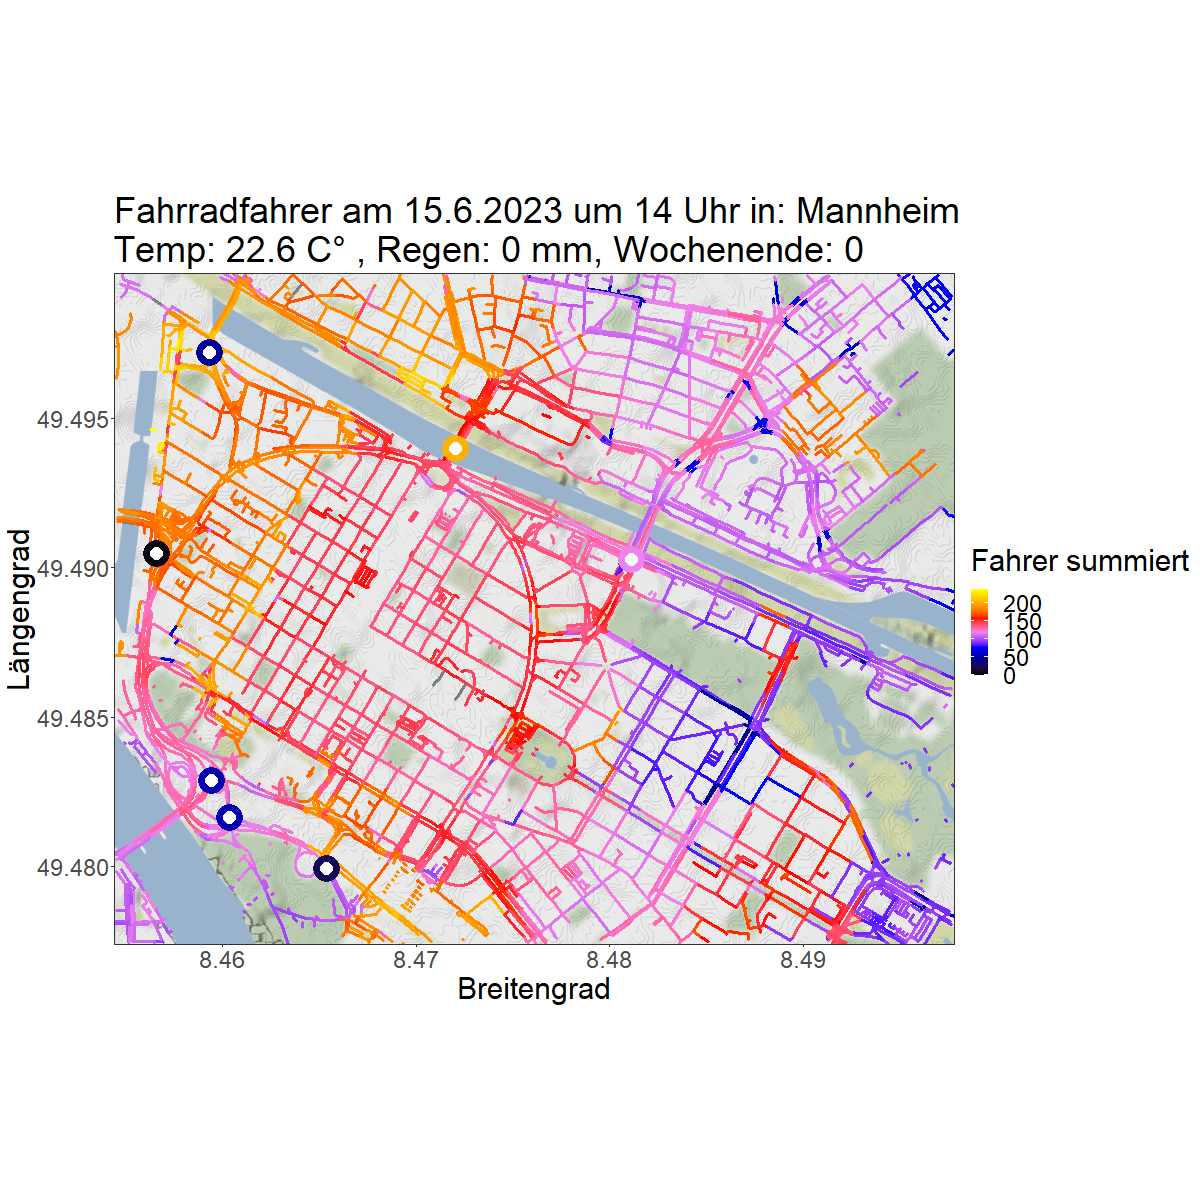 Fahrradfahrer am 15.6.2023 um 14 Uhr in: Mannheim
Temp: 22.6 C° , Regen: 0 mm, Wochenende: 0
49.495
49.490
49.485
49.480
Längengrad
8.46
8.47
8.48
8.49
Breitengrad
Fahrer summiert
200
150
100
50
0